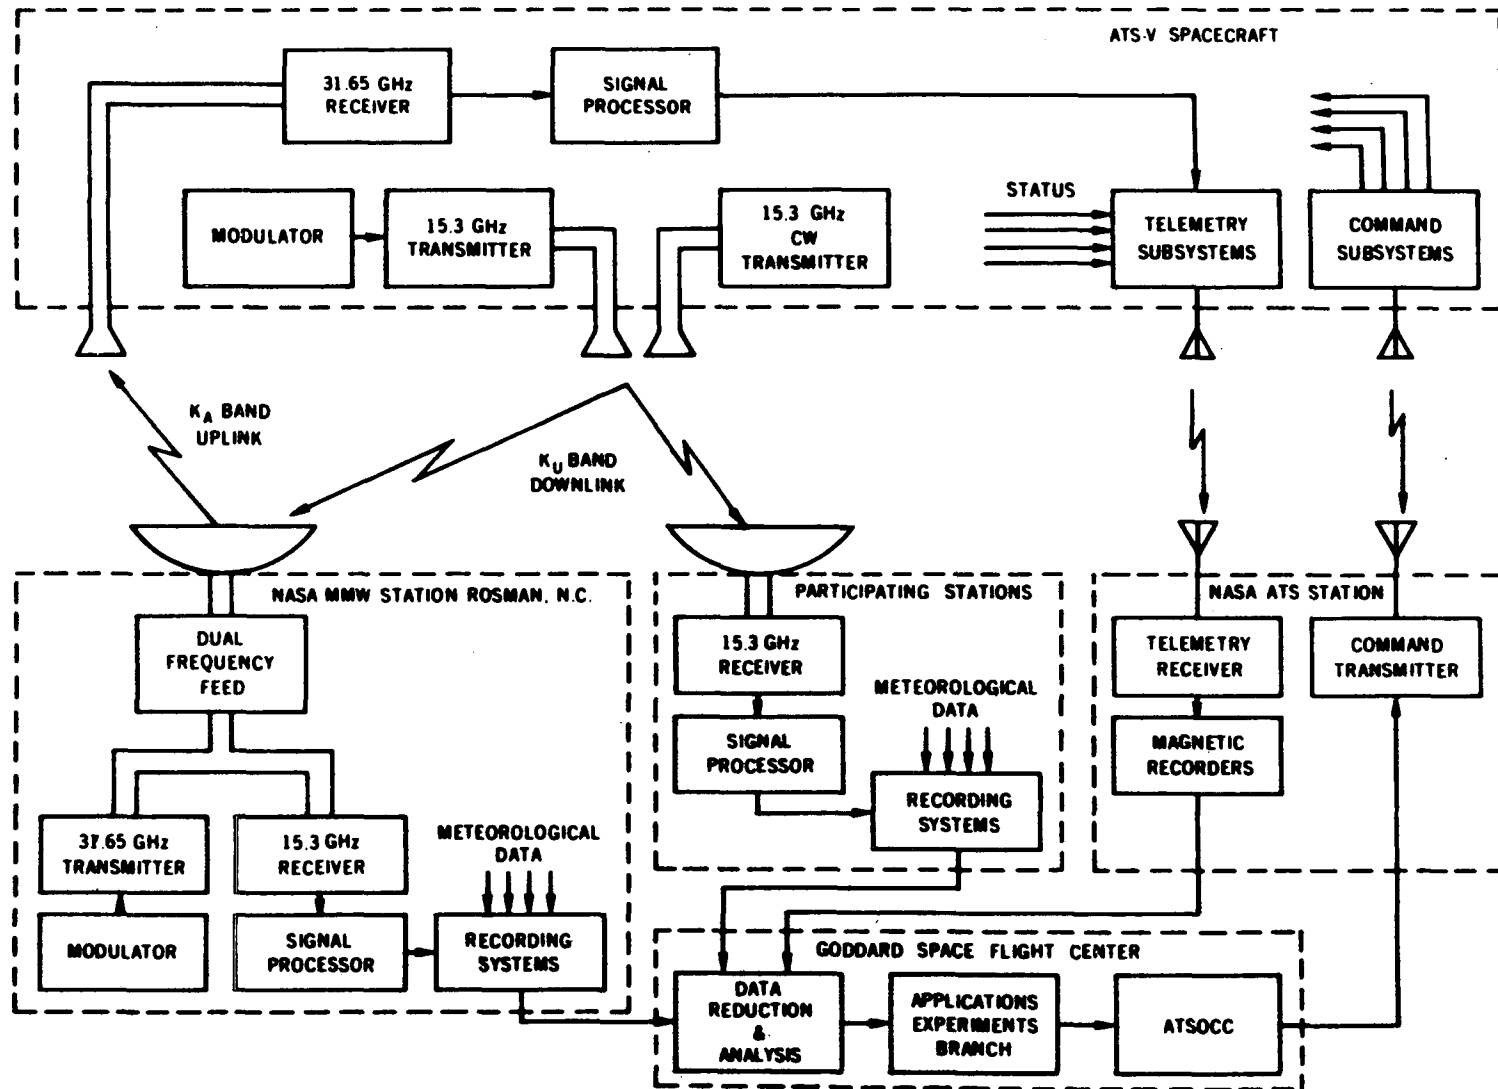 ATS-V SPACECRAFT
31.65 GHz
RECEIVER
SIGNAL
PROCESSOR
MODULATOR
15.3 GHz
TRANSMITTER
15.3 GHz
CW
TRANSMITTER
STATUS
TELEMETRY
SUBSYSTEMS
COMMAND
SUBSYSTEMS
KA BAND
UPLINK
KU BAND
DOWNLINK
NASA MMW STATION ROSMAN, N.C.
DUAL
FREQUENCY
FEED
31.65 GHz
TRANSMITTER
15.3 GHz
RECEIVER
METEOROLOGICAL
DATA
MODULATOR
SIGNAL
PROCESSOR
RECORDING
SYSTEMS
PARTICIPATING STATIONS
15.3 GHz
RECEIVER
METEOROLOGICAL
DATA
SIGNAL
PROCESSOR
RECORDING
SYSTEMS
NASA ATS STATION
TELEMETRY
RECEIVER
COMMAND
TRANSMITTER
MAGNETIC
RECORDERS
GODDARD SPACE FLIGHT CENTER
DATA
REDUCTION
&
ANALYSIS
APPLICATIONS
EXPERIMENTS
BRANCH
ATSOCC